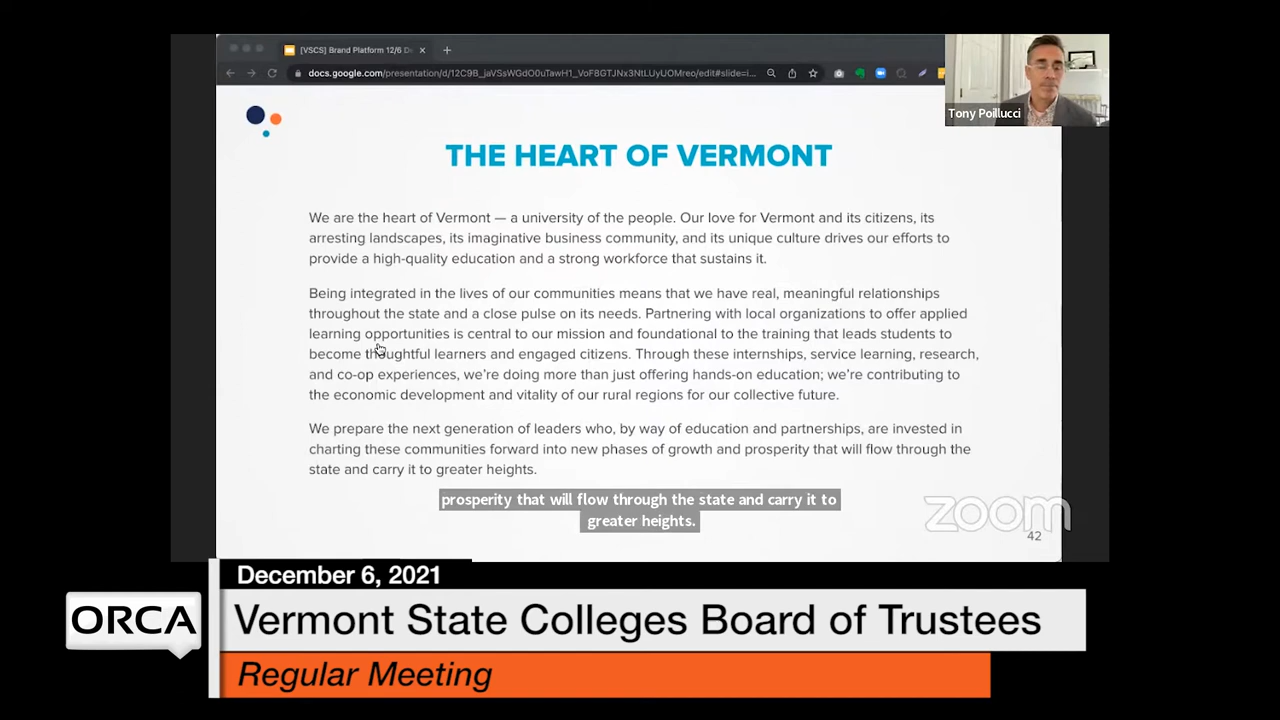 [VSCS] Brand Platform 12/6 D
docs.google.com/presentation/d/12C9B_jaVSsWGdO0uTawH1_VoF8GTJNx3NtLUyUOMreo/edit#slide=i...
Tony Poillucci
THE HEART OF VERMONT
We are the heart of Vermont — a university of the people. Our love for Vermont and its citizens, its
arresting landscapes, its imaginative business community, and its unique culture drives our efforts to
provide a high-quality education and a strong workforce that sustains it.
Being integrated in the lives of our communities means that we have real, meaningful relationships
throughout the state and a close pulse on its needs. Partnering with local organizations to offer applied
learning opportunities is central to our mission and foundational to the training that leads students to
become thoughtful learners and engaged citizens. Through these internships, service learning, research,
and co-op experiences, we’re doing more than just offering hands-on education; we’re contributing to
the economic development and vitality of our rural regions for our collective future.
We prepare the next generation of leaders who, by way of education and partnerships, are invested in
charting these communities forward into new phases of growth and prosperity that will flow through the
state and carry it to greater heights.
prosperity that will flow through the state and carry it to
greater heights.
zoom
42
December 6, 2021
ORCA
Vermont State Colleges Board of Trustees
Regular Meeting